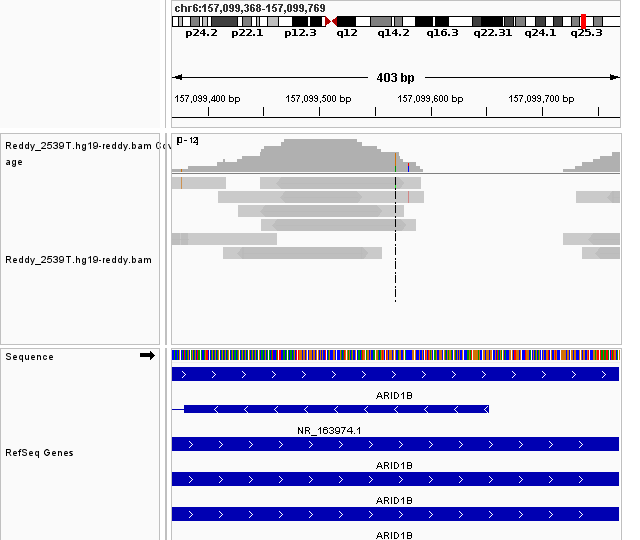 chr6:157,099,368-157,099,769
p24.2 p22.1 p12.3 q12 q14.2 q16.3 q22.31 q24.1 q25.3
403 bp
157,099,400 bp 157,099,500 bp 157,099,600 bp 157,099,700 bp
Reddy_2539T.hg19-reddy.bam Cov
age
[0 - 12]
Reddy_2539T.hg19-reddy.bam
Sequence
ARID1B
NR_163974.1
RefSeq Genes
ARID1B
ARID1B
ARID1B